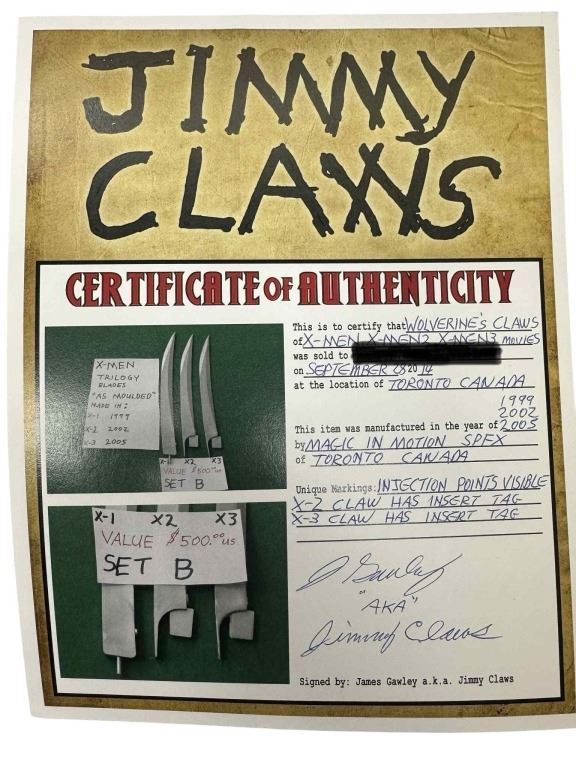 JIMMY
CLAWS
CERTIFICATE OF AUTHENTICITY
This is to certify that WOLVERINE'S CLAWS
of X-MEN X-MEN2 X-MEN3 MOVIES
was sold to
on SEPTEMBER 28 2014
at the location of TORONTO CANADA
1999
2002
This item was manufactured in the year of 2005
by MAGIC IN MOTION SPFX
of TORONTO CANADA
Unique Markings: INJECTION POINTS VISIBLE
X-2 CLAW HAS INSERT TAG
X-3 CLAW HAS INSERT TAG
J Gawley
"AKA"
Jimmy Claws
Signed by: James Gawley a.k.a. Jimmy Claws
X-MEN
TRILOGY
BLADES
"AS MOULDED"
MADE IN:
X-1 1999
X-2 2002
X-3 2005
X-1 X2 X3
VALUE $500.00 US
SET B
X-1 X2 X3
VALUE $500.00 US
SET B